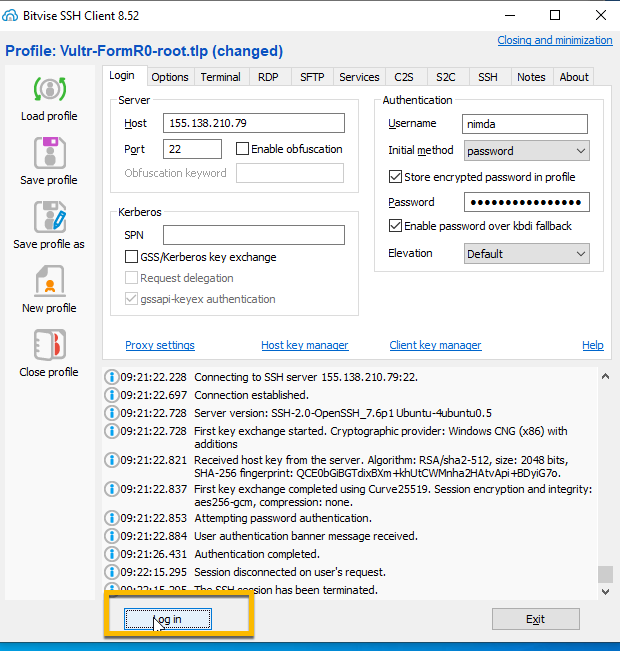 Bitvise SSH Client 8.52
Closing and minimization
Profile: Vultr-FormR0-root.tlp (changed)
Load profile
Save profile
Save profile as
New profile
Close profile
Login Options Terminal RDP SFTP Services C2S S2C SSH Notes About
Server
Host 155.138.210.79
Port 22 Enable obfuscation
Obfuscation keyword
Kerberos
SPN
GSS/Kerberos key exchange
Request delegation
gssapi-keyex authentication
Authentication
Username nimda
Initial method password
Store encrypted password in profile
Password ••••••••••••••••
Enable password over kbdi fallback
Elevation Default
Proxy settings Host key manager Client key manager Help
09:21:22.228 Connecting to SSH server 155.138.210.79:22.
09:21:22.697 Connection established.
09:21:22.728 Server version: SSH-2.0-OpenSSH_7.6p1 Ubuntu-4ubuntu0.5
09:21:22.728 First key exchange started. Cryptographic provider: Windows CNG (x86) with
additions
09:21:22.821 Received host key from the server. Algorithm: RSA/sha2-512, size: 2048 bits,
SHA-256 fingerprint: QCE0bGiBGTdixBXm+khUtCWMnha2HAtvApi+BDyiG7o.
09:21:22.837 First key exchange completed using Curve25519. Session encryption and integrity:
aes256-gcm, compression: none.
09:21:22.853 Attempting password authentication.
09:21:22.884 User authentication banner message received.
09:21:26.431 Authentication completed.
09:22:15.295 Session disconnected on user's request.
09:22:15.295 The SSH session has been terminated.
Log in Exit